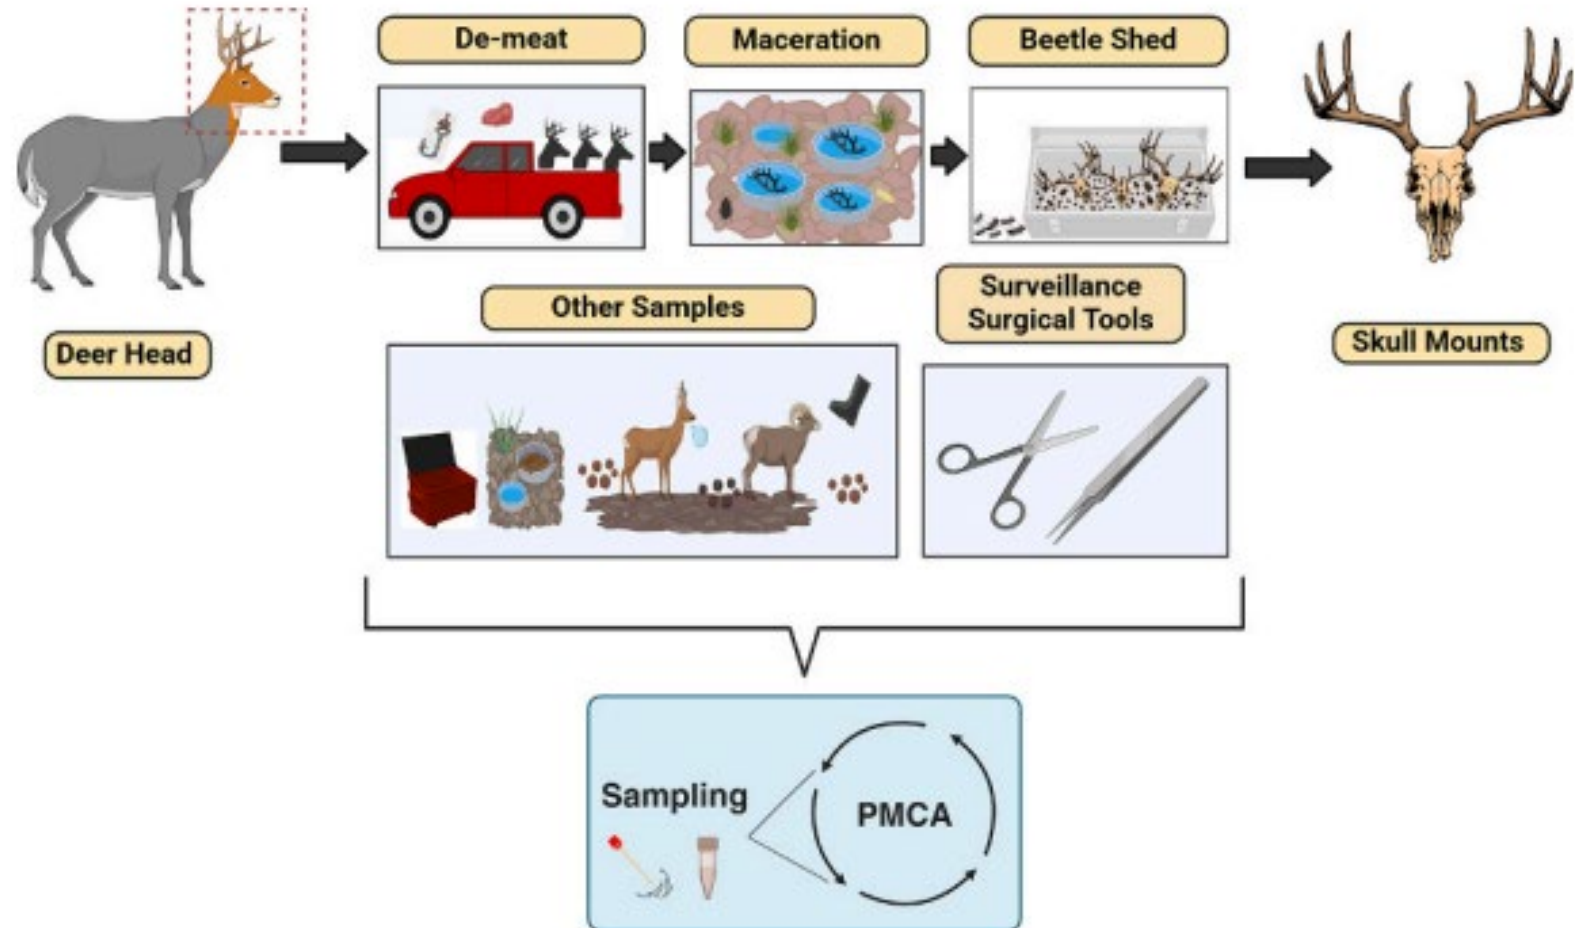 De-meat
Maceration
Beetle Shed
Other Samples
Surveillance
Surgical Tools
Deer Head
Skull Mounts
Sampling
PMCA